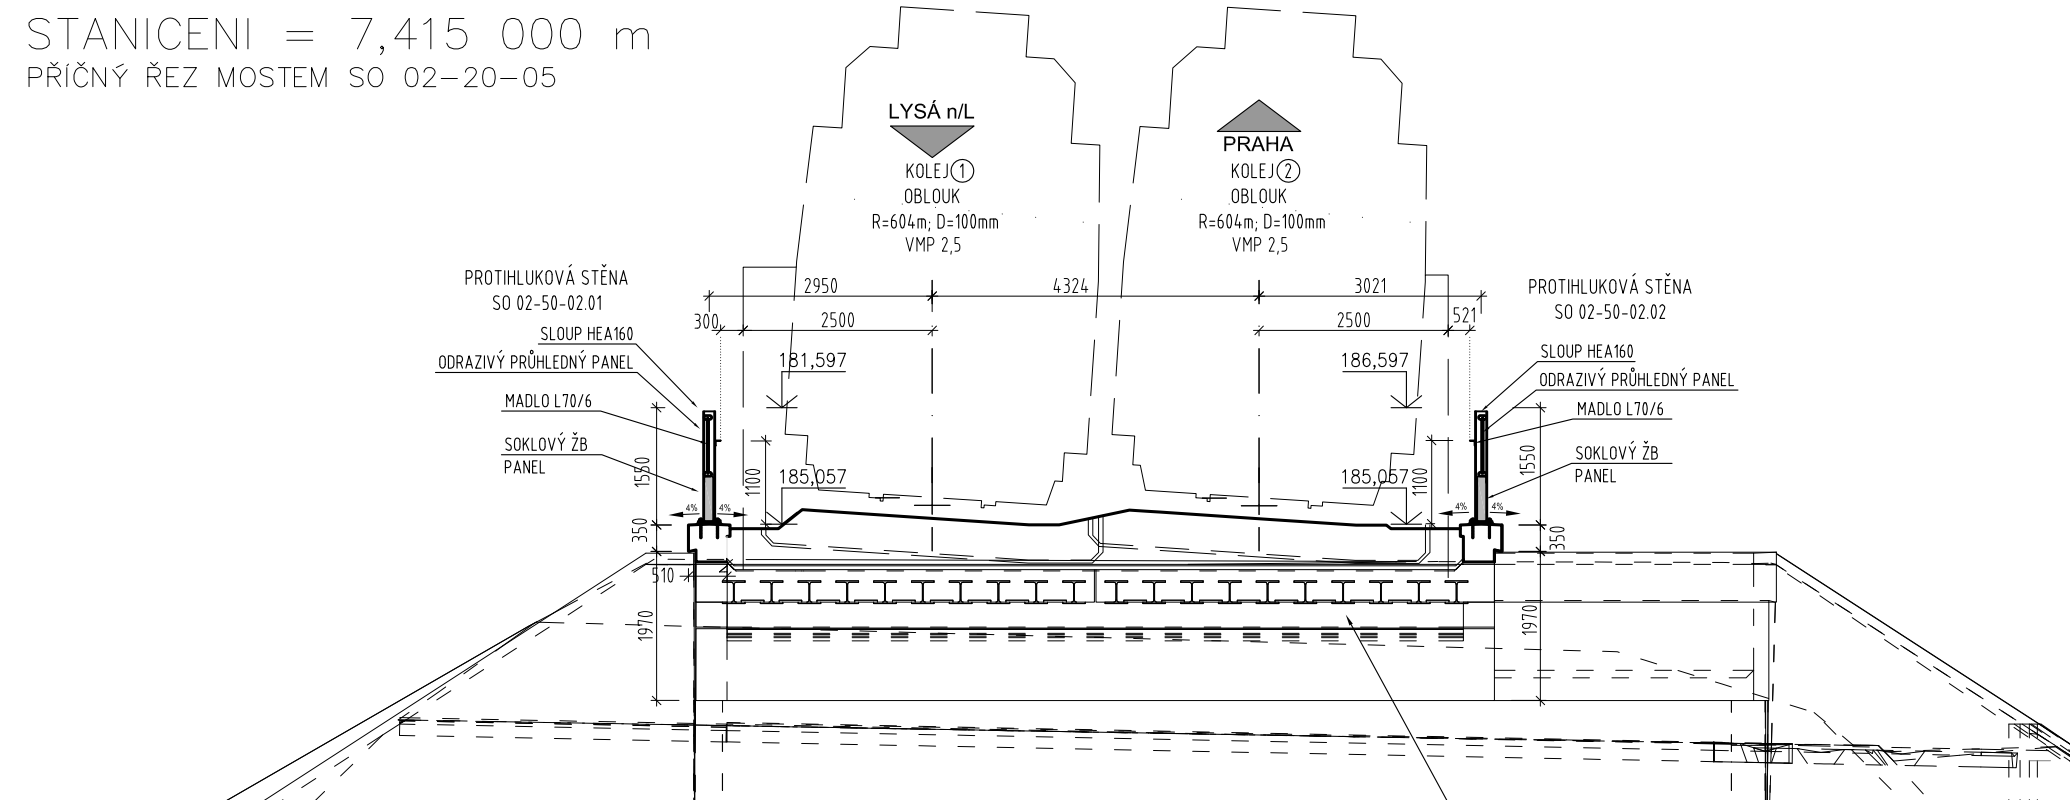 STANICENI = 7,415 000 m
PŘÍČNÝ ŘEZ MOSTEM SO 02-20-05
LYSÁ n/L
KOLEJ 1
OBLOUK
R=604m; D=100mm
VMP 2,5
PRAHA
KOLEJ 2
OBLOUK
R=604m; D=100mm
VMP 2,5
PROTIHLUKOVÁ STĚNA
SO 02-50-02.01
SLOUP HEA160
ODRAZIVÝ PRŮHLEDNÝ PANEL
MADLO L70/6
SOKLOVÝ ŽB
PANEL
2950
4324
3021
300
2500
2500
521
181,597
186,597
185,057
185,057
PROTIHLUKOVÁ STĚNA
SO 02-50-02.02
SLOUP HEA160
ODRAZIVÝ PRŮHLEDNÝ PANEL
MADLO L70/6
SOKLOVÝ ŽB
PANEL
1550
1100
1100
1550
4%
4%
4%
4%
350
350
510
1970
1970